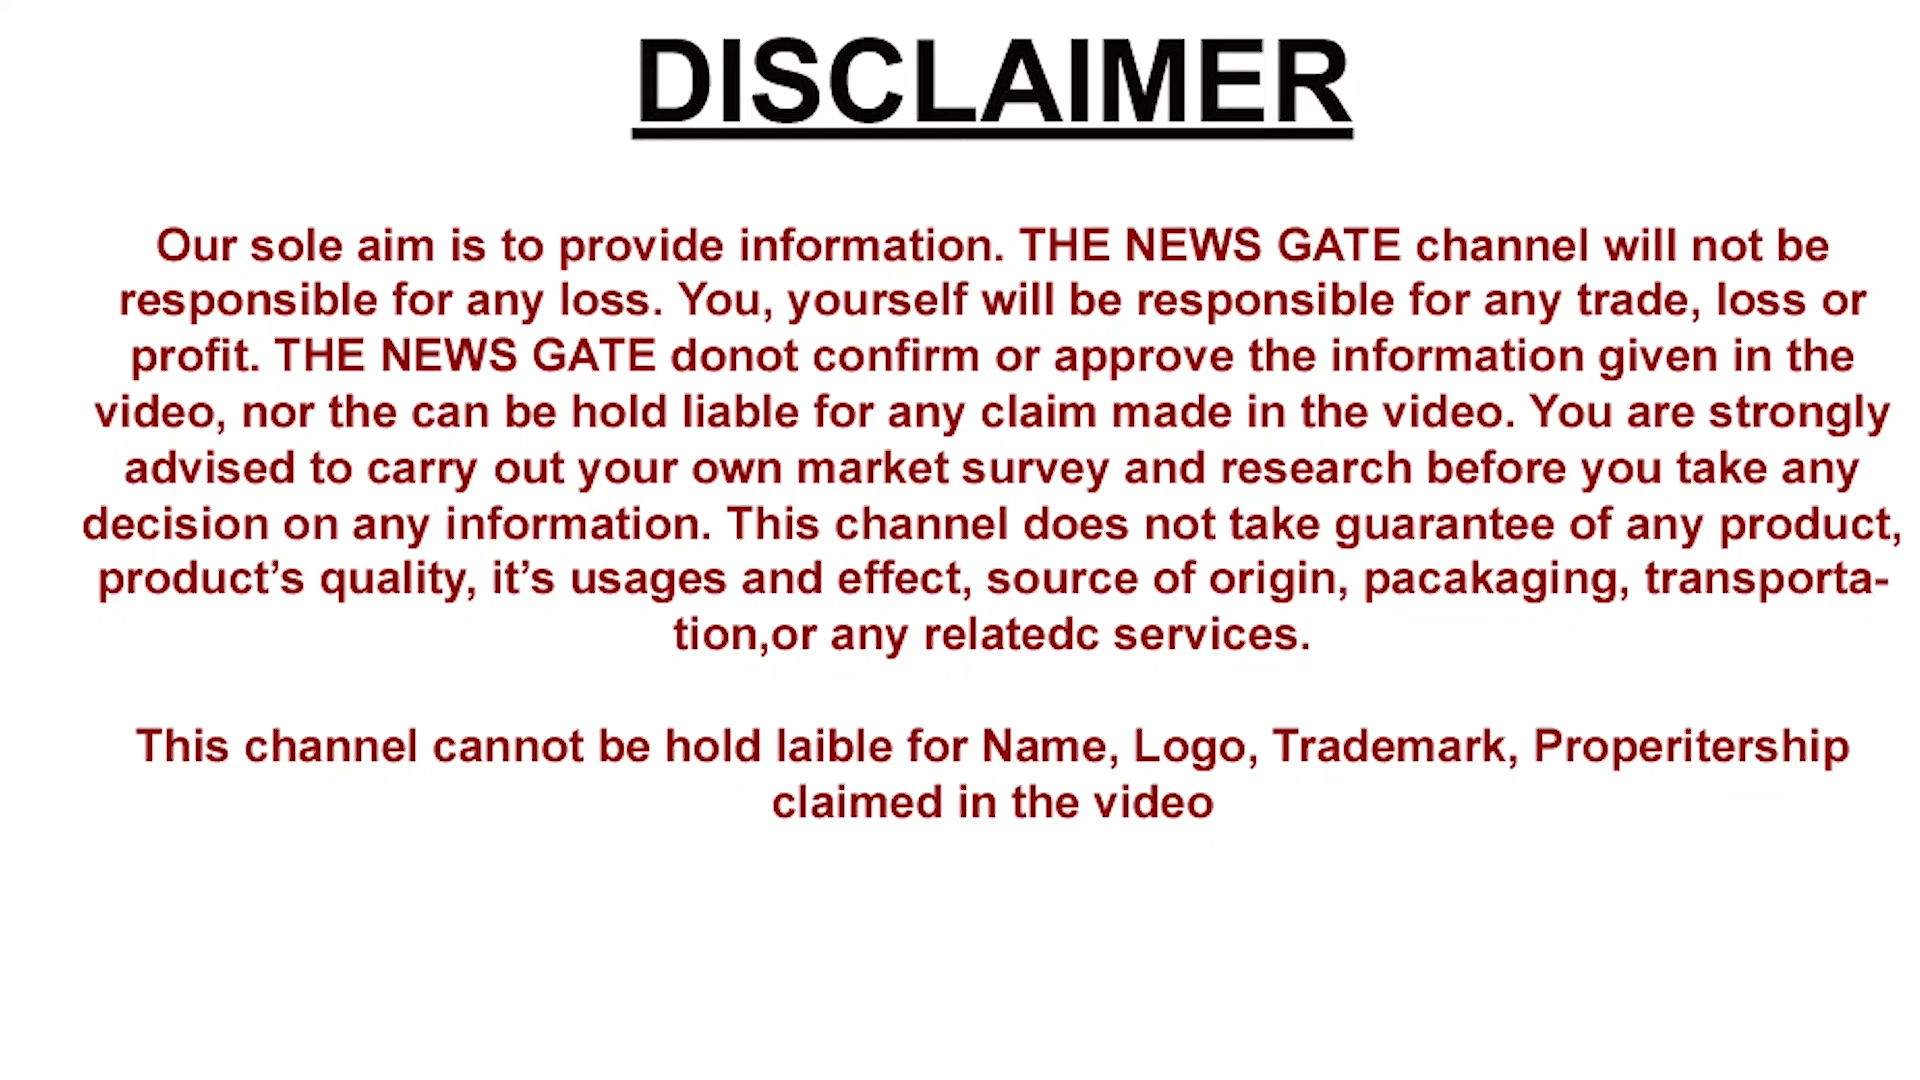 DISCLAIMER
Our sole aim is to provide information. THE NEWS GATE channel will not be
responsible for any loss. You, yourself will be responsible for any trade, loss or
profit. THE NEWS GATE donot confirm or approve the information given in the
video, nor the can be hold liable for any claim made in the video. You are strongly
advised to carry out your own market survey and research before you take any
decision on any information. This channel does not take guarantee of any product,
product’s quality, it’s usages and effect, source of origin, pacakaging, transporta-
tion,or any relatedc services.
This channel cannot be hold laible for Name, Logo, Trademark, Properitership
claimed in the video